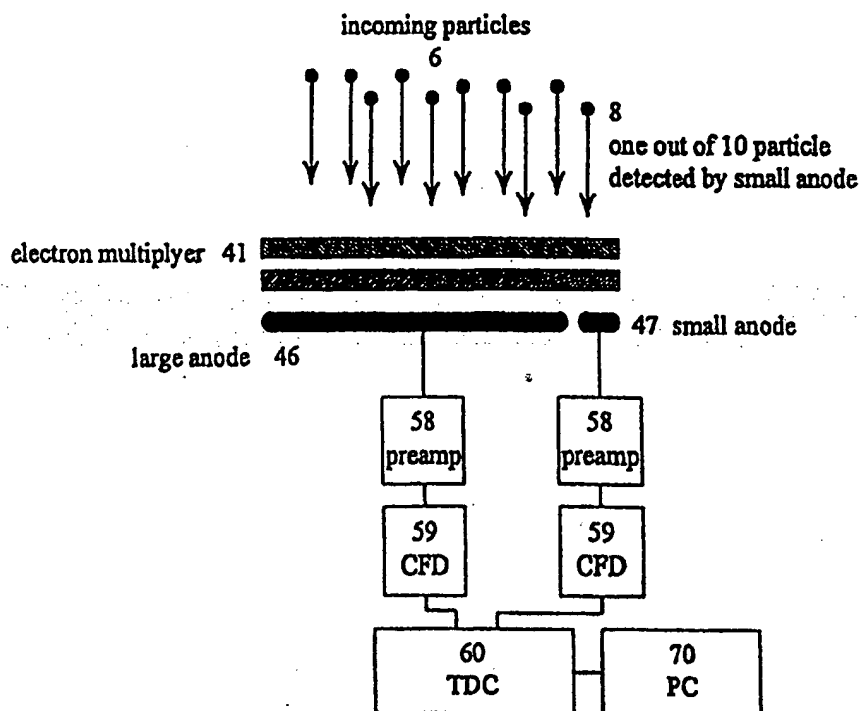 incoming particles
6
8
one out of 10 particle
detected by small anode
electron multiplyer 41
47 small anode
large anode 46
58
preamp
58
preamp
59
CFD
59
CFD
60
TDC
70
PC